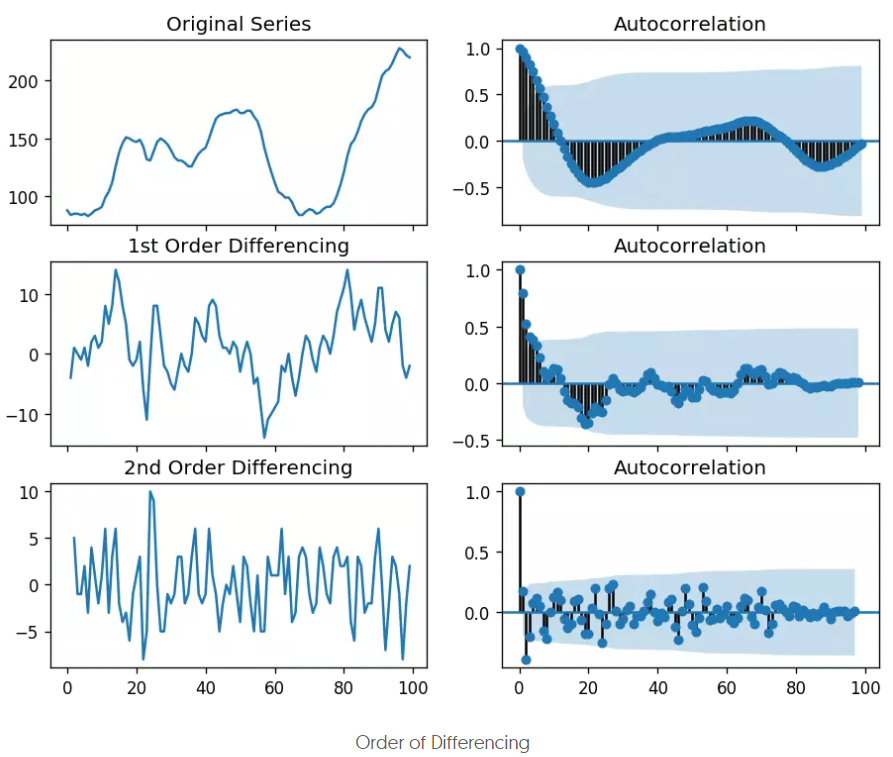 Original Series
Autocorrelation
200
150
100
1.0
0.5
0.0
−0.5
1st Order Differencing
Autocorrelation
10
0
−10
1.0
0.5
0.0
−0.5
2nd Order Differencing
Autocorrelation
10
5
0
−5
1.0
0.5
0.0
0 20 40 60 80 100
0 20 40 60 80 100
Order of Differencing